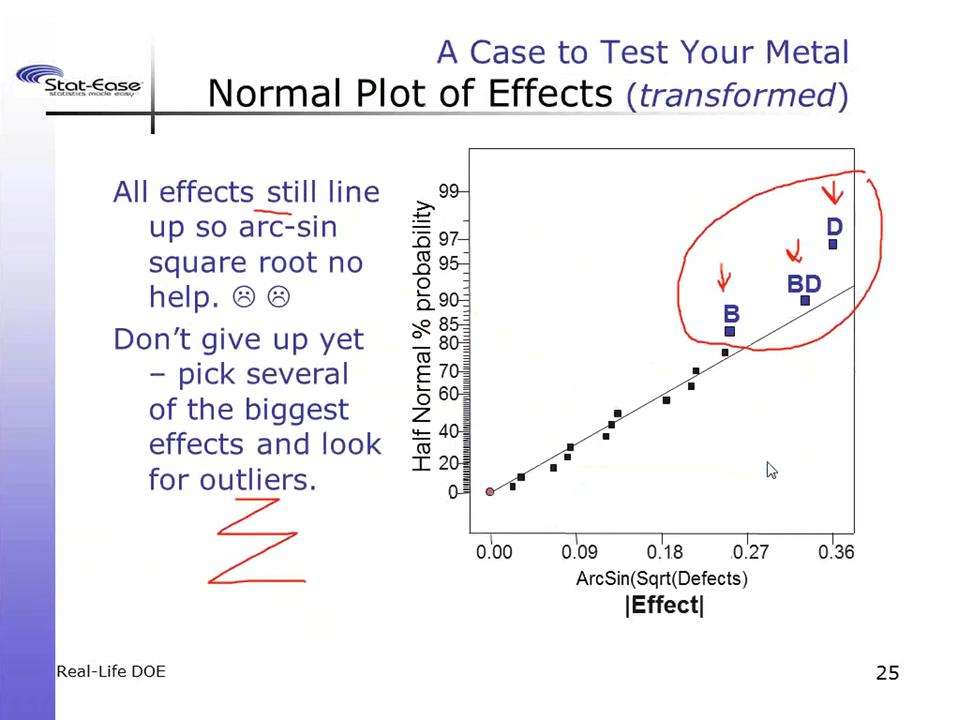 A Case to Test Your Metal
Stat-Ease
statistics made easy
Normal Plot of Effects (transformed)
All effects still line
up so arc-sin
square root no
help. ☹ ☹
Don't give up yet
– pick several
of the biggest
effects and look
for outliers.
Half Normal % probability
99
97
95
90
85
80
70
60
40
20
0
D
BD
B
0.00 0.09 0.18 0.27 0.36
ArcSin(Sqrt(Defects)
|Effect|
Real-Life DOE
25